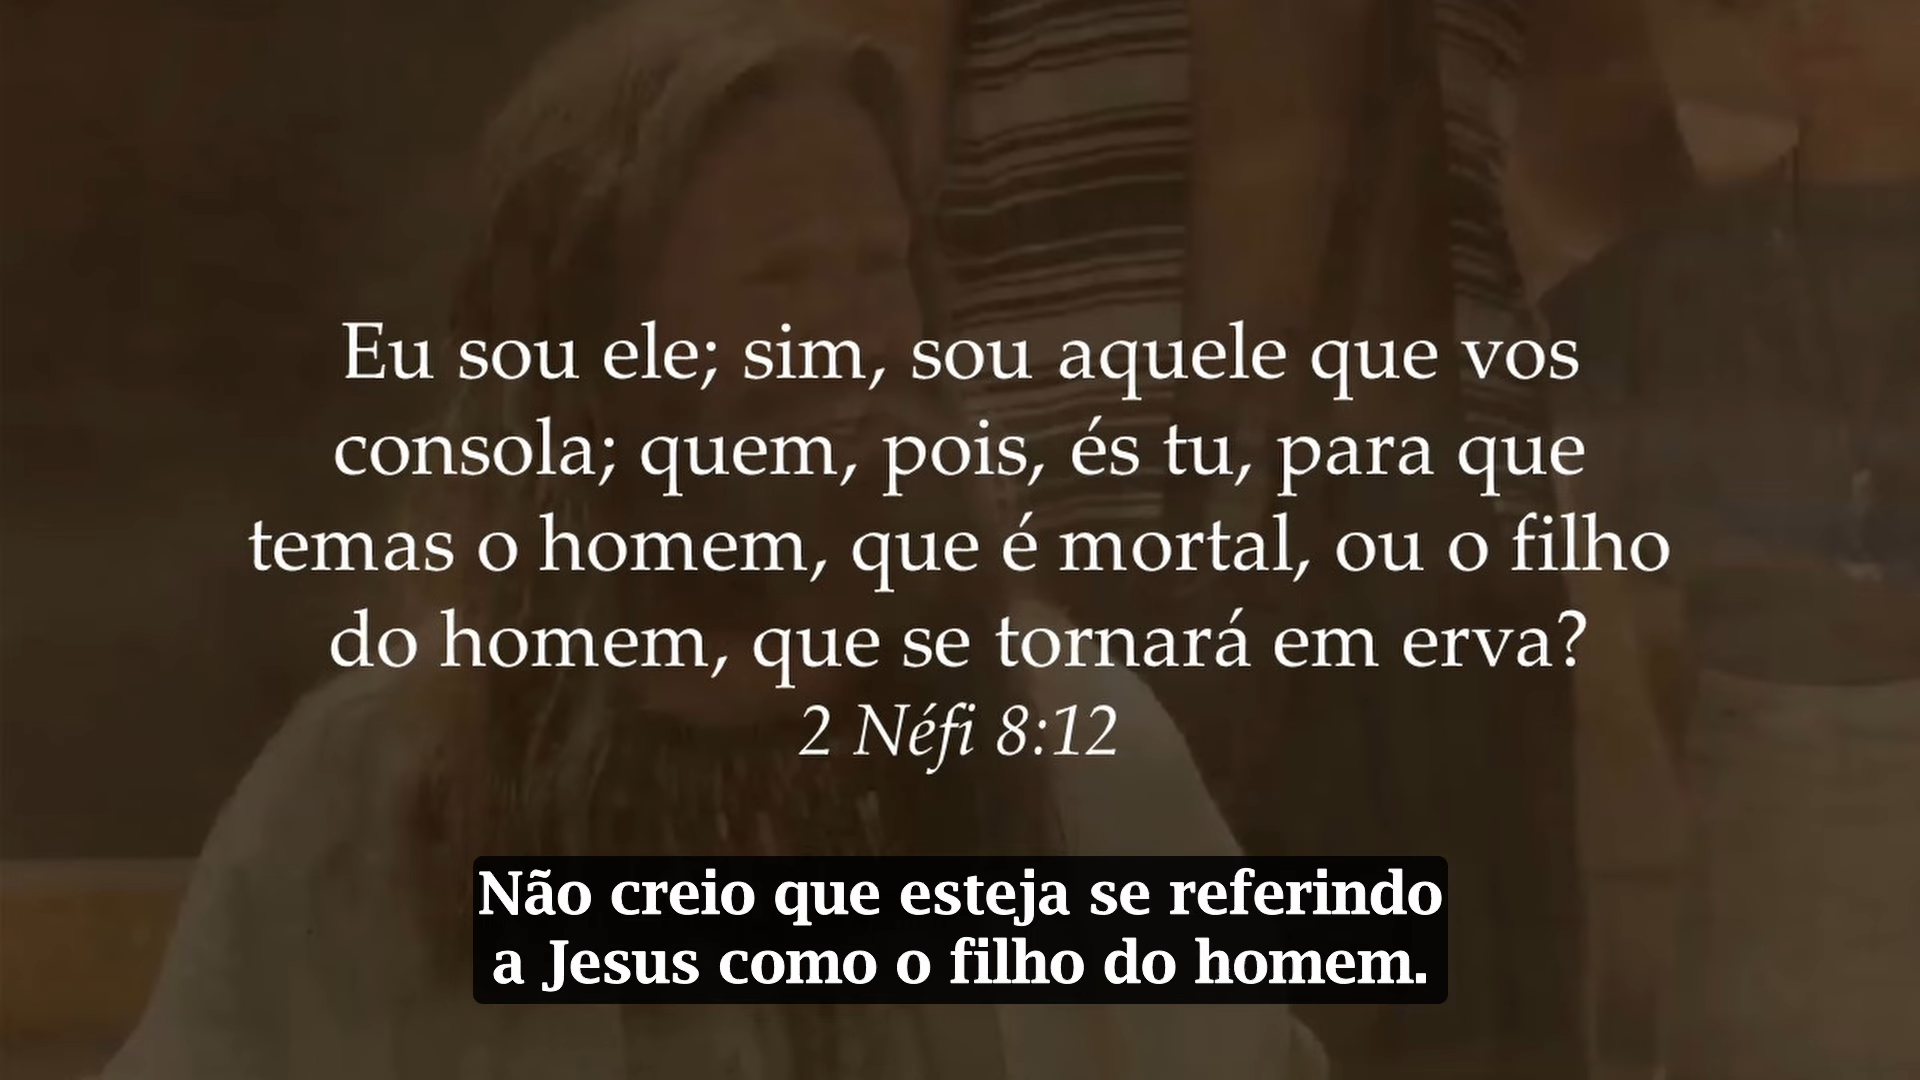 Eu sou ele; sim, sou aquele que vos
consola; quem, pois, és tu, para que
temas o homem, que é mortal, ou o filho
do homem, que se tornará em erva?
2 Néfi 8:12
Não creio que esteja se referindo
a Jesus como o filho do homem.